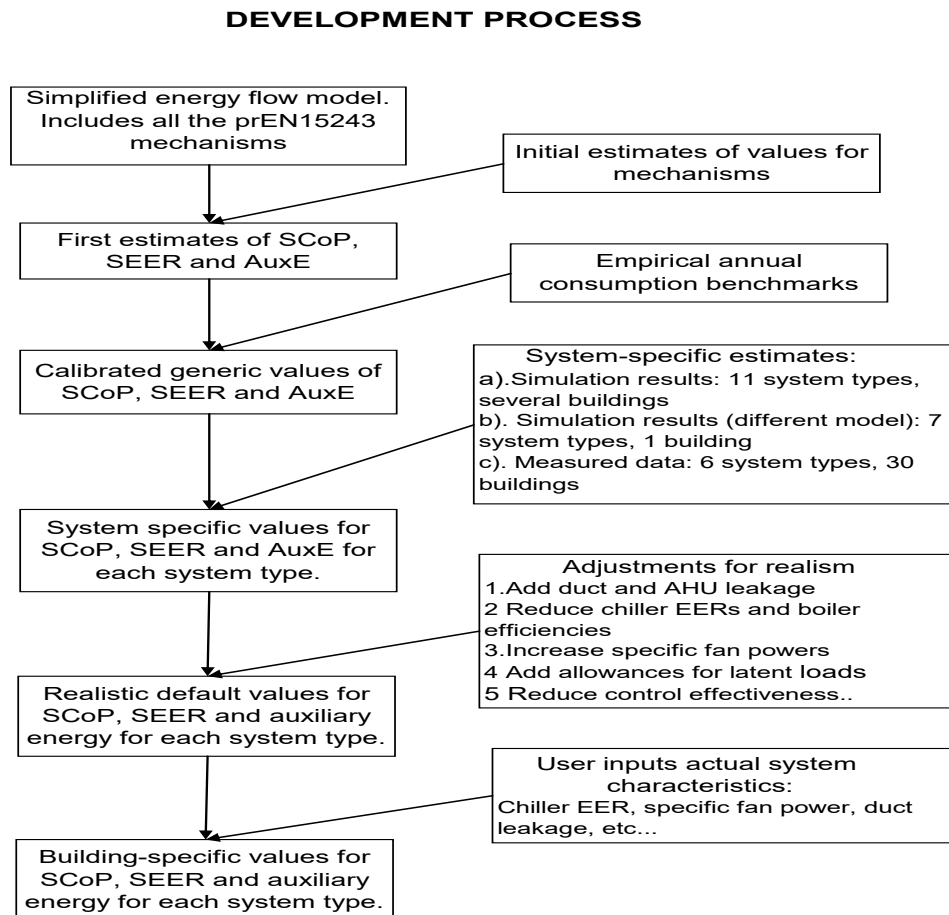 DEVELOPMENT PROCESS
Simplified energy flow model.
Includes all the prEN15243
mechanisms
Initial estimates of values for
mechanisms
First estimates of SCoP,
SEER and AuxE
Empirical annual
consumption benchmarks
Calibrated generic values of
SCoP, SEER and AuxE
System-specific estimates:
a).Simulation results: 11 system types,
several buildings
b). Simulation results (different model): 7
system types, 1 building
c). Measured data: 6 system types, 30
buildings
System specific values for
SCoP, SEER and AuxE for
each system type.
Adjustments for realism
1.Add duct and AHU leakage
2 Reduce chiller EERs and boiler
efficiencies
3.Increase specific fan powers
4 Add allowances for latent loads
5 Reduce control effectiveness..
Realistic default values for
SCoP, SEER and auxiliary
energy for each system type.
User inputs actual system
characteristics:
Chiller EER, specific fan power, duct
leakage, etc...
Building-specific values for
SCoP, SEER and auxiliary
energy for each system type.